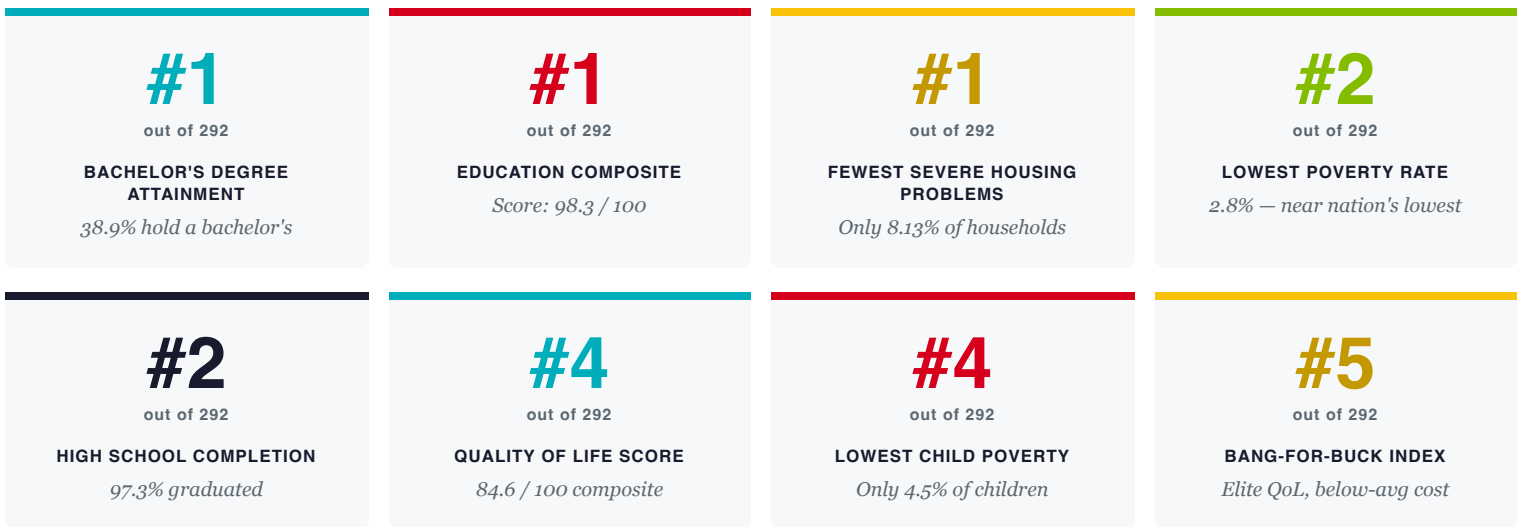 #1
out of 292
BACHELOR'S DEGREE
ATTAINMENT
38.9% hold a bachelor's
#1
out of 292
EDUCATION COMPOSITE
Score: 98.3 / 100
#1
out of 292
FEWEST SEVERE HOUSING
PROBLEMS
Only 8.13% of households
#2
out of 292
LOWEST POVERTY RATE
2.8% — near nation's lowest
#2
out of 292
HIGH SCHOOL COMPLETION
97.3% graduated
#4
out of 292
QUALITY OF LIFE SCORE
84.6 / 100 composite
#4
out of 292
LOWEST CHILD POVERTY
Only 4.5% of children
#5
out of 292
BANG-FOR-BUCK INDEX
Elite QoL, below-avg cost